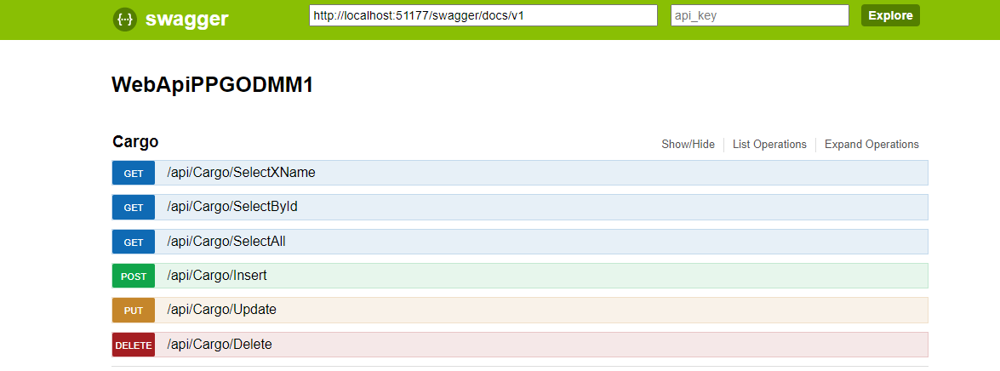 {···} swagger http://localhost:51177/swagger/docs/v1 api_key Explore
WebApiPPGODMM1
Cargo Show/Hide List Operations Expand Operations
GET /api/Cargo/SelectXName
GET /api/Cargo/SelectById
GET /api/Cargo/SelectAll
POST /api/Cargo/Insert
PUT /api/Cargo/Update
DELETE /api/Cargo/Delete